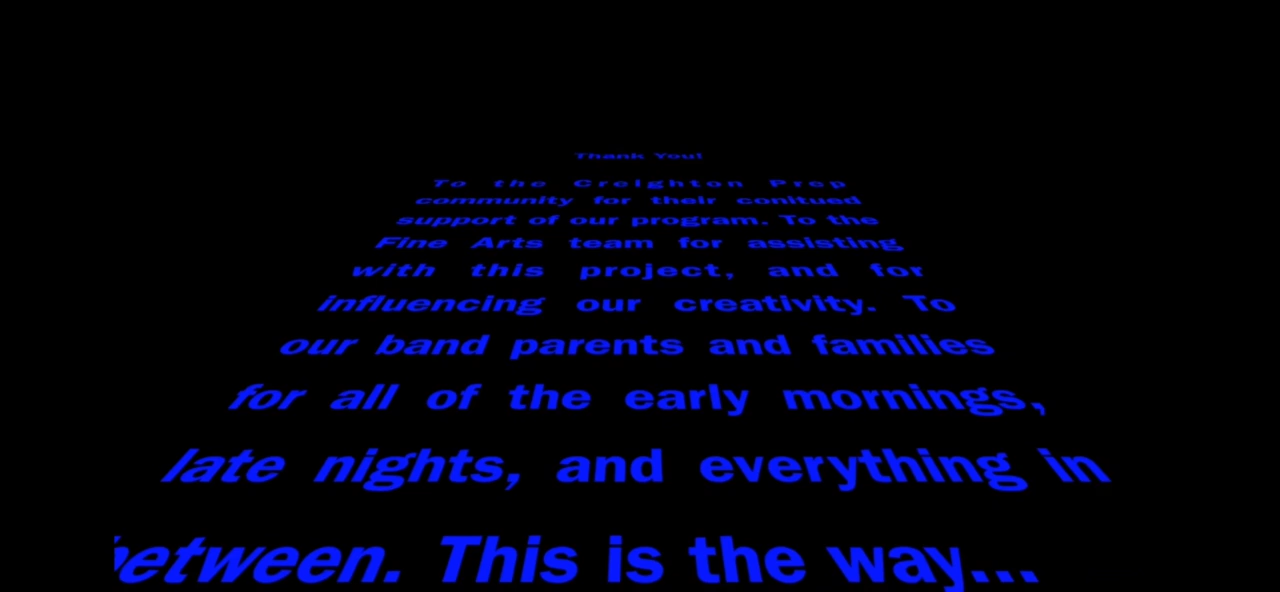 Thank You!
To the Creighton Prep
community for their conitued
support of our program. To the
Fine Arts team for assisting
with this project, and for
influencing our creativity. To
our band parents and families
for all of the early mornings,
late nights, and everything in
between. This is the way...